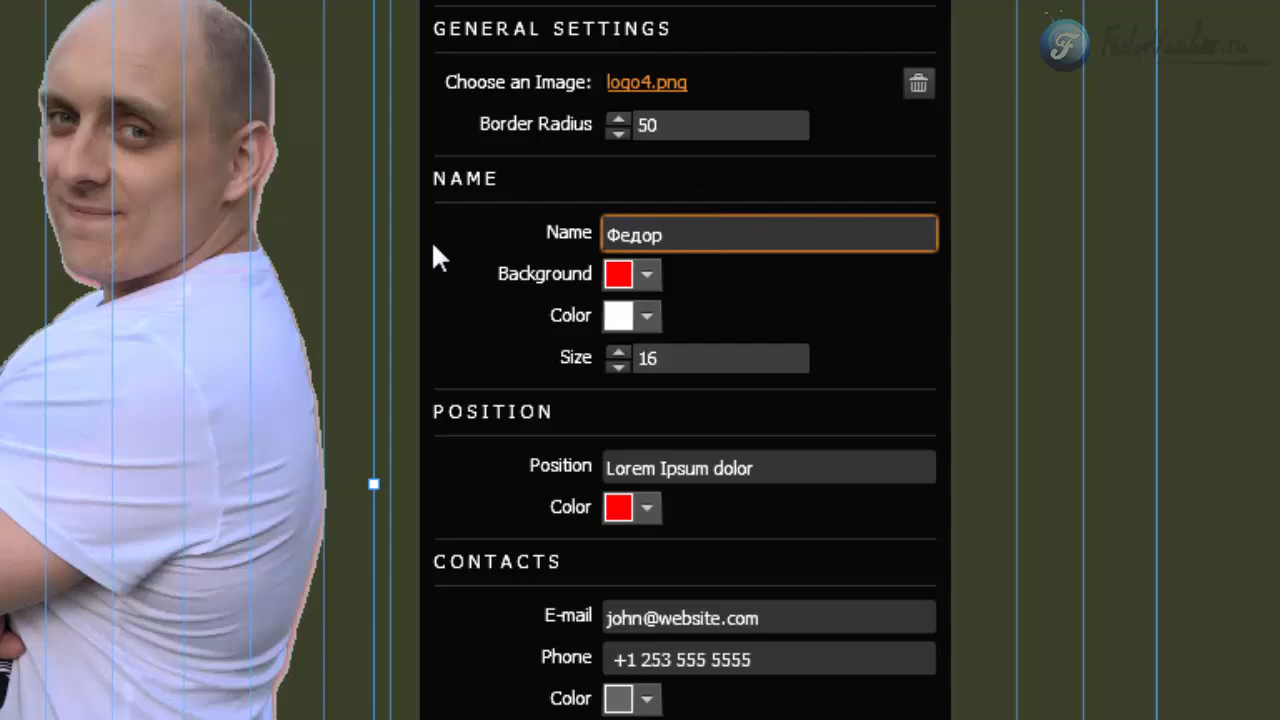 GENERAL SETTINGS
Choose an Image: logo4.png
Border Radius 50
NAME
Name Федор
Background
Color
Size 16
POSITION
Position Lorem Ipsum dolor
Color
CONTACTS
E-mail john@website.com
Phone +1 253 555 5555
Color